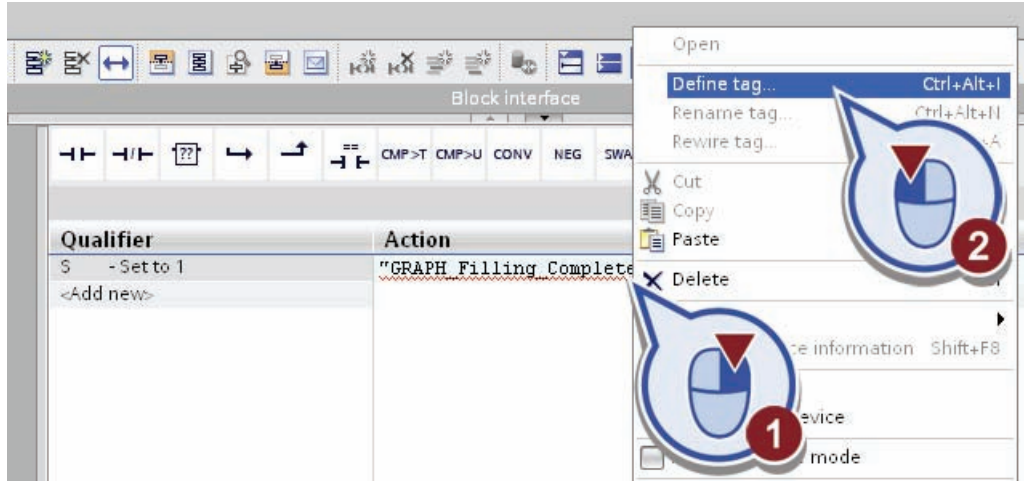 Block interface
CMP>T CMP>U CONV NEG SWA
Qualifier Action
S - Set to 1 "GRAPH_Filling_Complete
<Add new>
Open
Define tag... Ctrl+Alt+I
Rename tag... Ctrl+Alt+N
Rewire tag... +A
Cut
Copy
Paste
Delete
e information Shift+F8
evice
mode
1
2